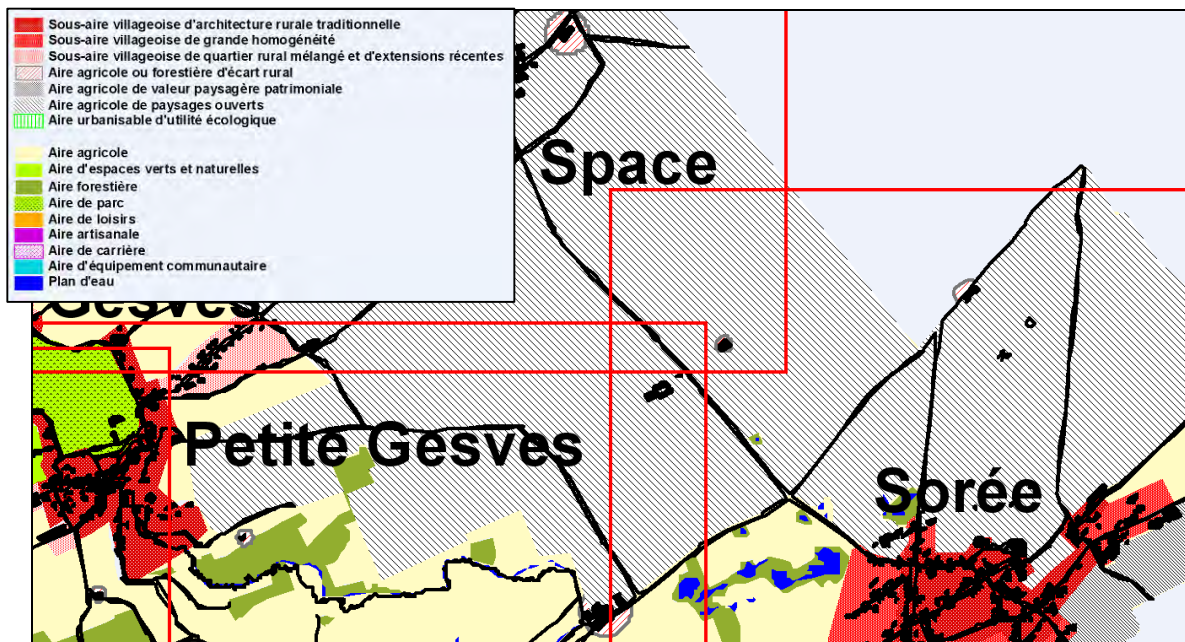 Sous-aire villageoise d'architecture rurale traditionnelle
Sous-aire villageoise de grande homogénéité
Sous-aire villageoise de quartier rural mélangé et d'extensions récentes
Aire agricole ou forestière d'écart rural
Aire agricole de valeur paysagère patrimoniale
Aire agricole de paysages ouverts
Aire urbanisable d'utilité écologique
Aire agricole
Aire d'espaces verts et naturelles
Aire forestière
Aire de parc
Aire de loisirs
Aire artisanale
Aire de carrière
Aire d'équipement communautaire
Plan d'eau
Space
Gesves
Petite Gesves
Sorée